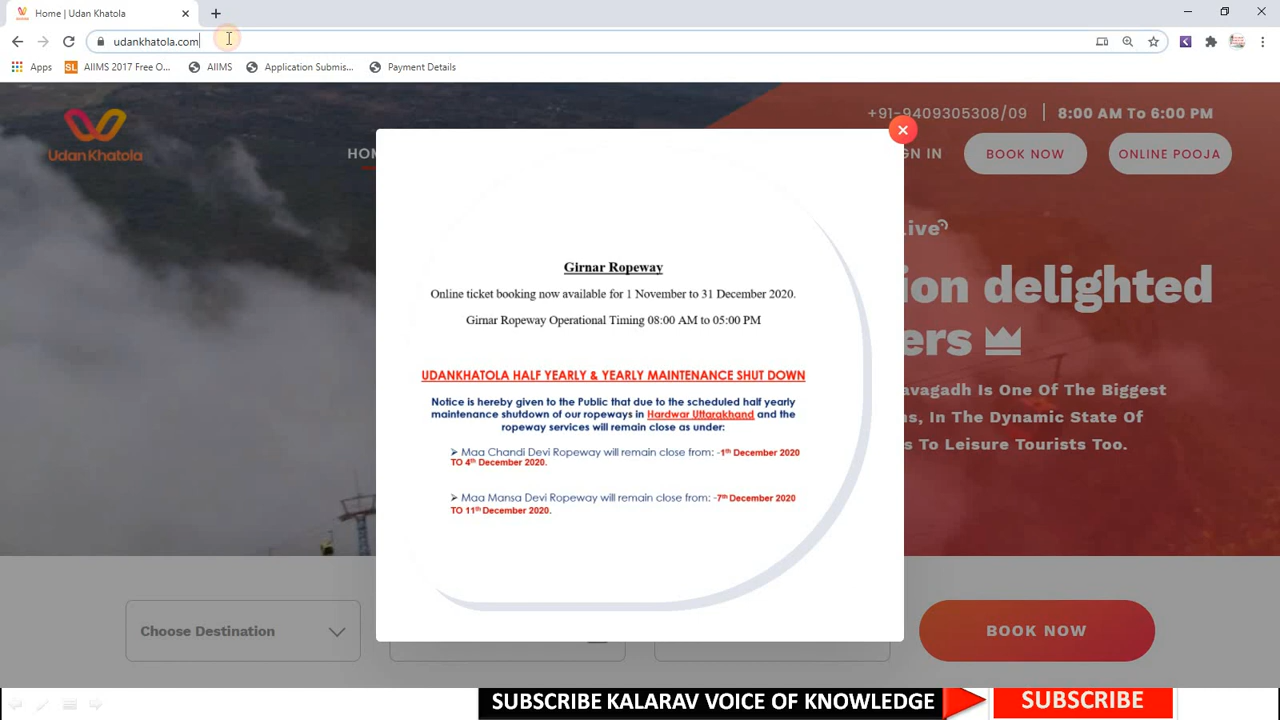 Home | Udan Khatola
udankhatola.com
Apps
AIIMS 2017 Free O...
AIIMS
Application Submis...
Payment Details
+91-9409305308/09
8:00 AM To 6:00 PM
Udan Khatola
HOM
GN IN
BOOK NOW
ONLINE POOJA
Live
ion delighted
ers
avagadh Is One Of The Biggest
ns, In The Dynamic State Of
s To Leisure Tourists Too.
Girnar Ropeway
Online ticket booking now available for 1 November to 31 December 2020.
Girnar Ropeway Operational Timing 08:00 AM to 05:00 PM
UDANKHATOLA HALF YEARLY & YEARLY MAINTENANCE SHUT DOWN
Notice is hereby given to the Public that due to the scheduled half yearly
maintenance shutdown of our ropeways in Hardwar Uttarakhand and the
ropeway services will remain close as under:
➢ Maa Chandi Devi Ropeway will remain close from: -1th December 2020
TO 4th December 2020.
➢ Maa Mansa Devi Ropeway will remain close from: -7th December 2020
TO 11th December 2020.
Choose Destination
BOOK NOW
SUBSCRIBE KALARAV VOICE OF KNOWLEDGE
SUBSCRIBE